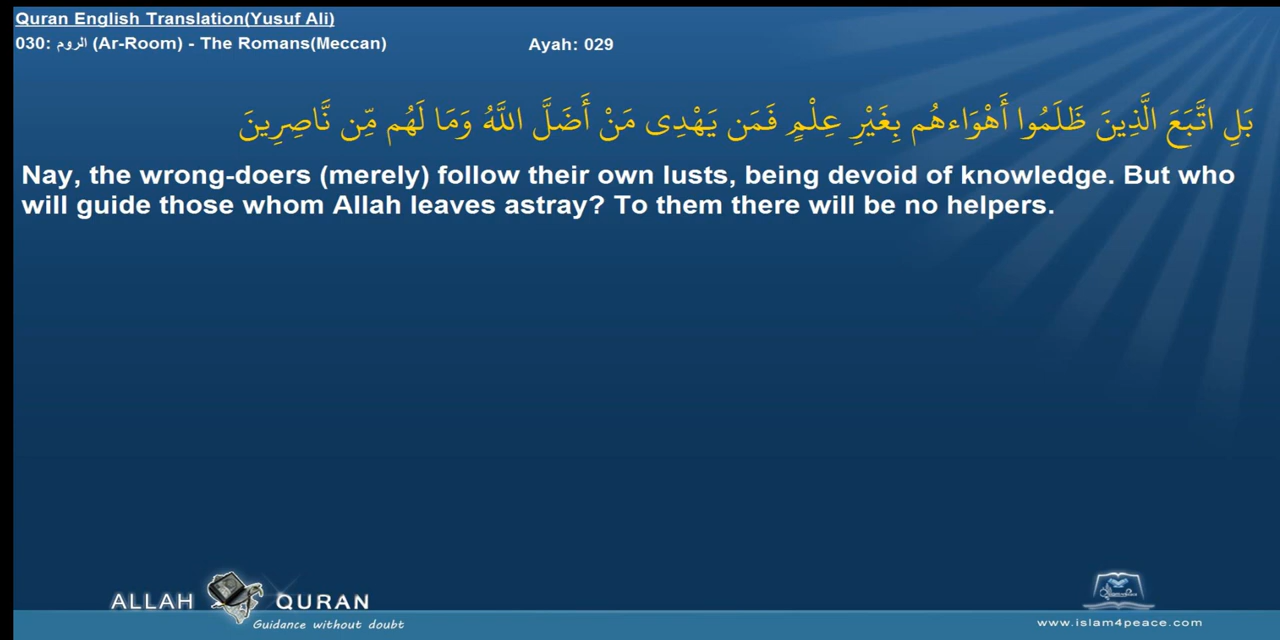 Quran English Translation(Yusuf Ali)
030: الروم (Ar-Room) - The Romans(Meccan) Ayah: 029
بَلِ اتَّبَعَ الَّذِينَ ظَلَمُوا أَهْوَاءهُم بِغَيْرِ عِلْمٍ فَمَن يَهْدِى مَنْ أَضَلَّ اللَّهُ وَمَا لَهُم مِّن نَّاصِرِينَ
Nay, the wrong-doers (merely) follow their own lusts, being devoid of knowledge. But who
will guide those whom Allah leaves astray? To them there will be no helpers.
ALLAH QURAN
Guidance without doubt
www.islam4peace.com